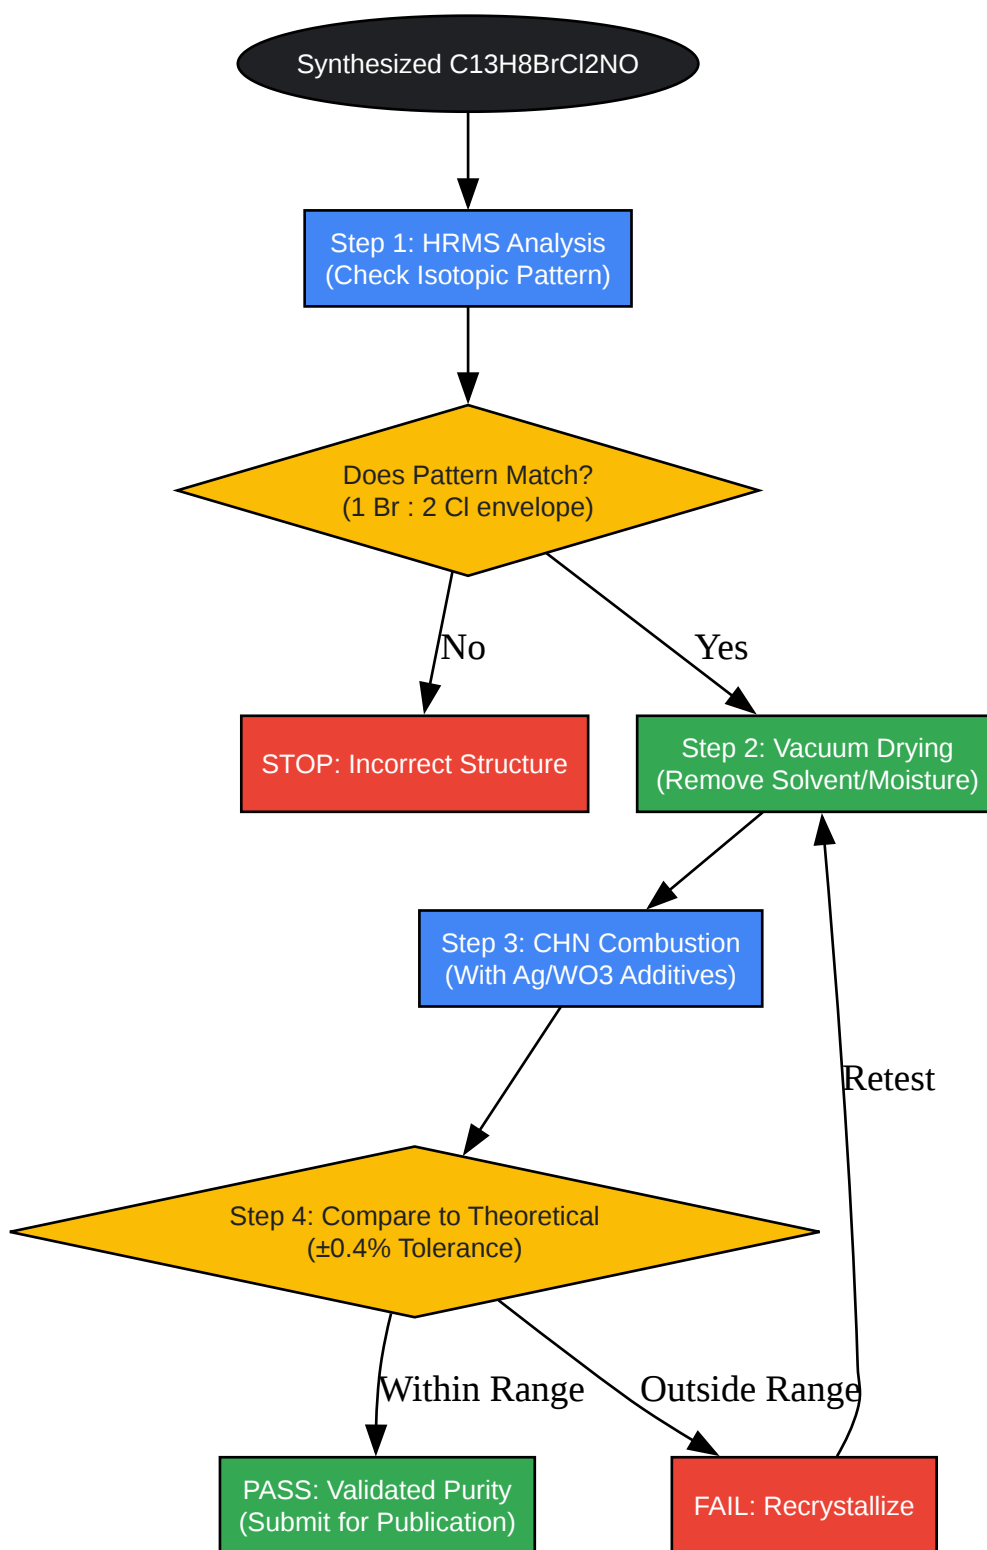 Synthesized C13H8BrCl2NO
Step 1: HRMS Analysis
(Check Isotopic Pattern)
Does Pattern Match?
(1 Br : 2 Cl envelope)
No
Yes
STOP: Incorrect Structure
Step 2: Vacuum Drying
(Remove Solvent/Moisture)
Step 3: CHN Combustion
(With Ag/WO3 Additives)
Retest
Step 4: Compare to Theoretical
(±0.4% Tolerance)
Within Range
Outside Range
PASS: Validated Purity
(Submit for Publication)
FAIL: Recrystallize